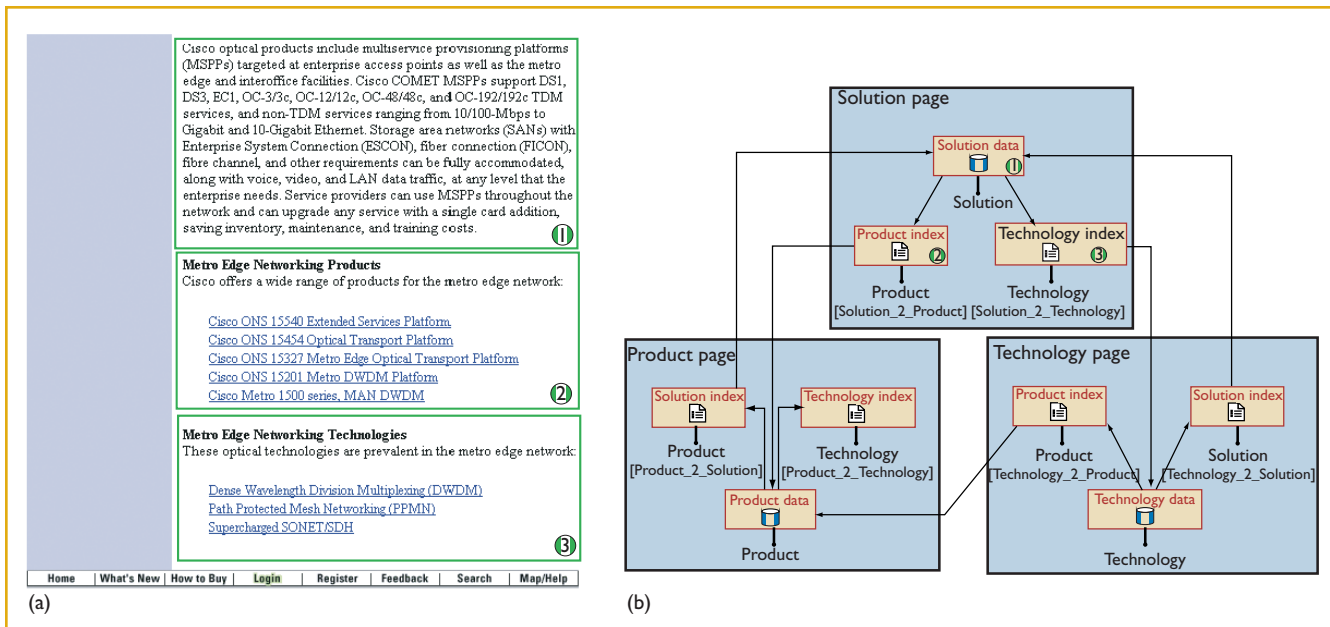 Cisco optical products include multiservice provisioning platforms
(MSPPs) targeted at enterprise access points as well as the metro
edge and interoffice facilities. Cisco COMET MSPPs support DS1,
DS3, EC1, OC-3/3c, OC-12/12c, OC-48/48c, and OC-192/192c TDM
services, and non-TDM services ranging from 10/100-Mbps to
Gigabit and 10-Gigabit Ethernet. Storage area networks (SANs) with
Enterprise System Connection (ESCON), fiber connection (FICON),
fibre channel, and other requirements can be fully accommodated,
along with voice, video, and LAN data traffic, at any level that the
enterprise needs. Service providers can use MSPPs throughout the
network and can upgrade any service with a single card addition,
saving inventory, maintenance, and training costs.
1
Metro Edge Networking Products
Cisco offers a wide range of products for the metro edge network:
Cisco ONS 15540 Extended Services Platform
Cisco ONS 15454 Optical Transport Platform
Cisco ONS 15327 Metro Edge Optical Transport Platform
Cisco ONS 15201 Metro DWDM Platform
Cisco Metro 1500 series, MAN DWDM
2
Metro Edge Networking Technologies
These optical technologies are prevalent in the metro edge network:
Dense Wavelength Division Multiplexing (DWDM)
Path Protected Mesh Networking (PPMN)
Supercharged SONET/SDH
3
Home | What's New | How to Buy | Login | Register | Feedback | Search | Map/Help
(a)
Solution page
Solution data
1
Solution
Product index
2
Product
[Solution_2_Product]
Technology index
3
Technology
[Solution_2_Technology]
Product page
Solution index
Product
[Product_2_Solution]
Technology index
Technology
[Product_2_Technology]
Product data
Product
Technology page
Product index
Product
[Technology_2_Product]
Solution index
Solution
[Technology_2_Solution]
Technology data
Technology
(b)